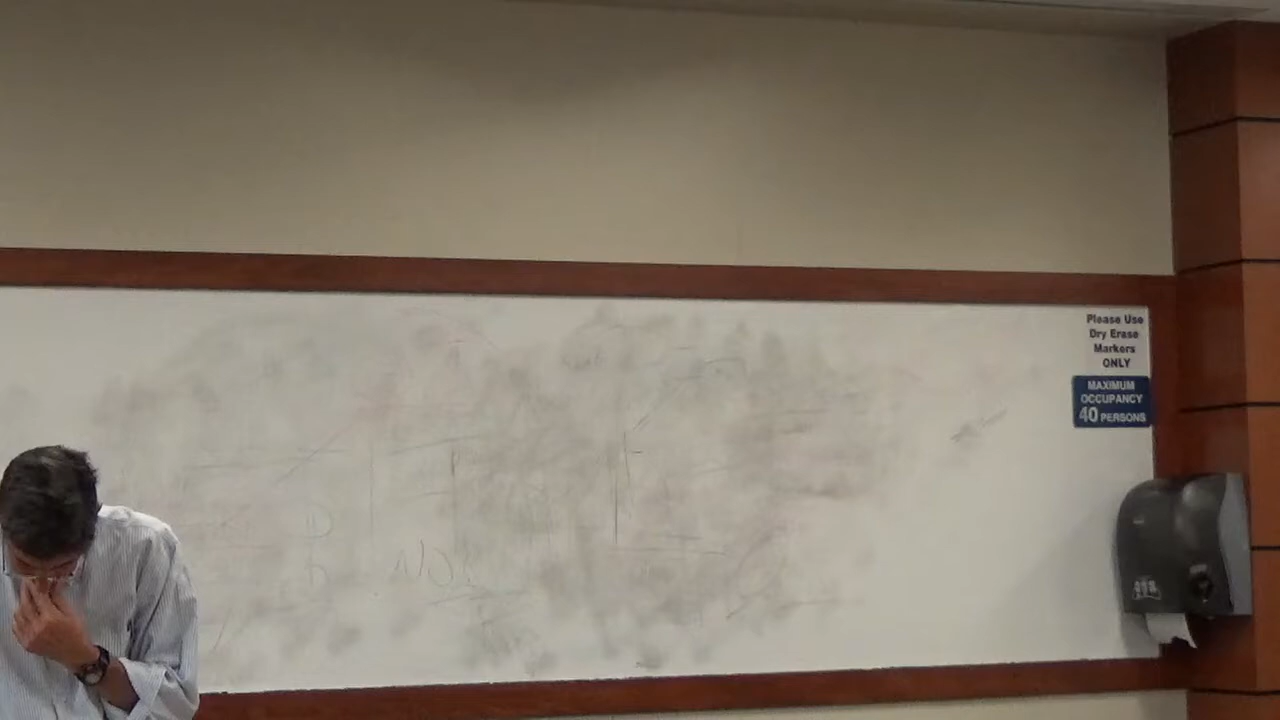 Please Use
Dry Erase
Markers
ONLY
MAXIMUM
OCCUPANCY
40 PERSONS